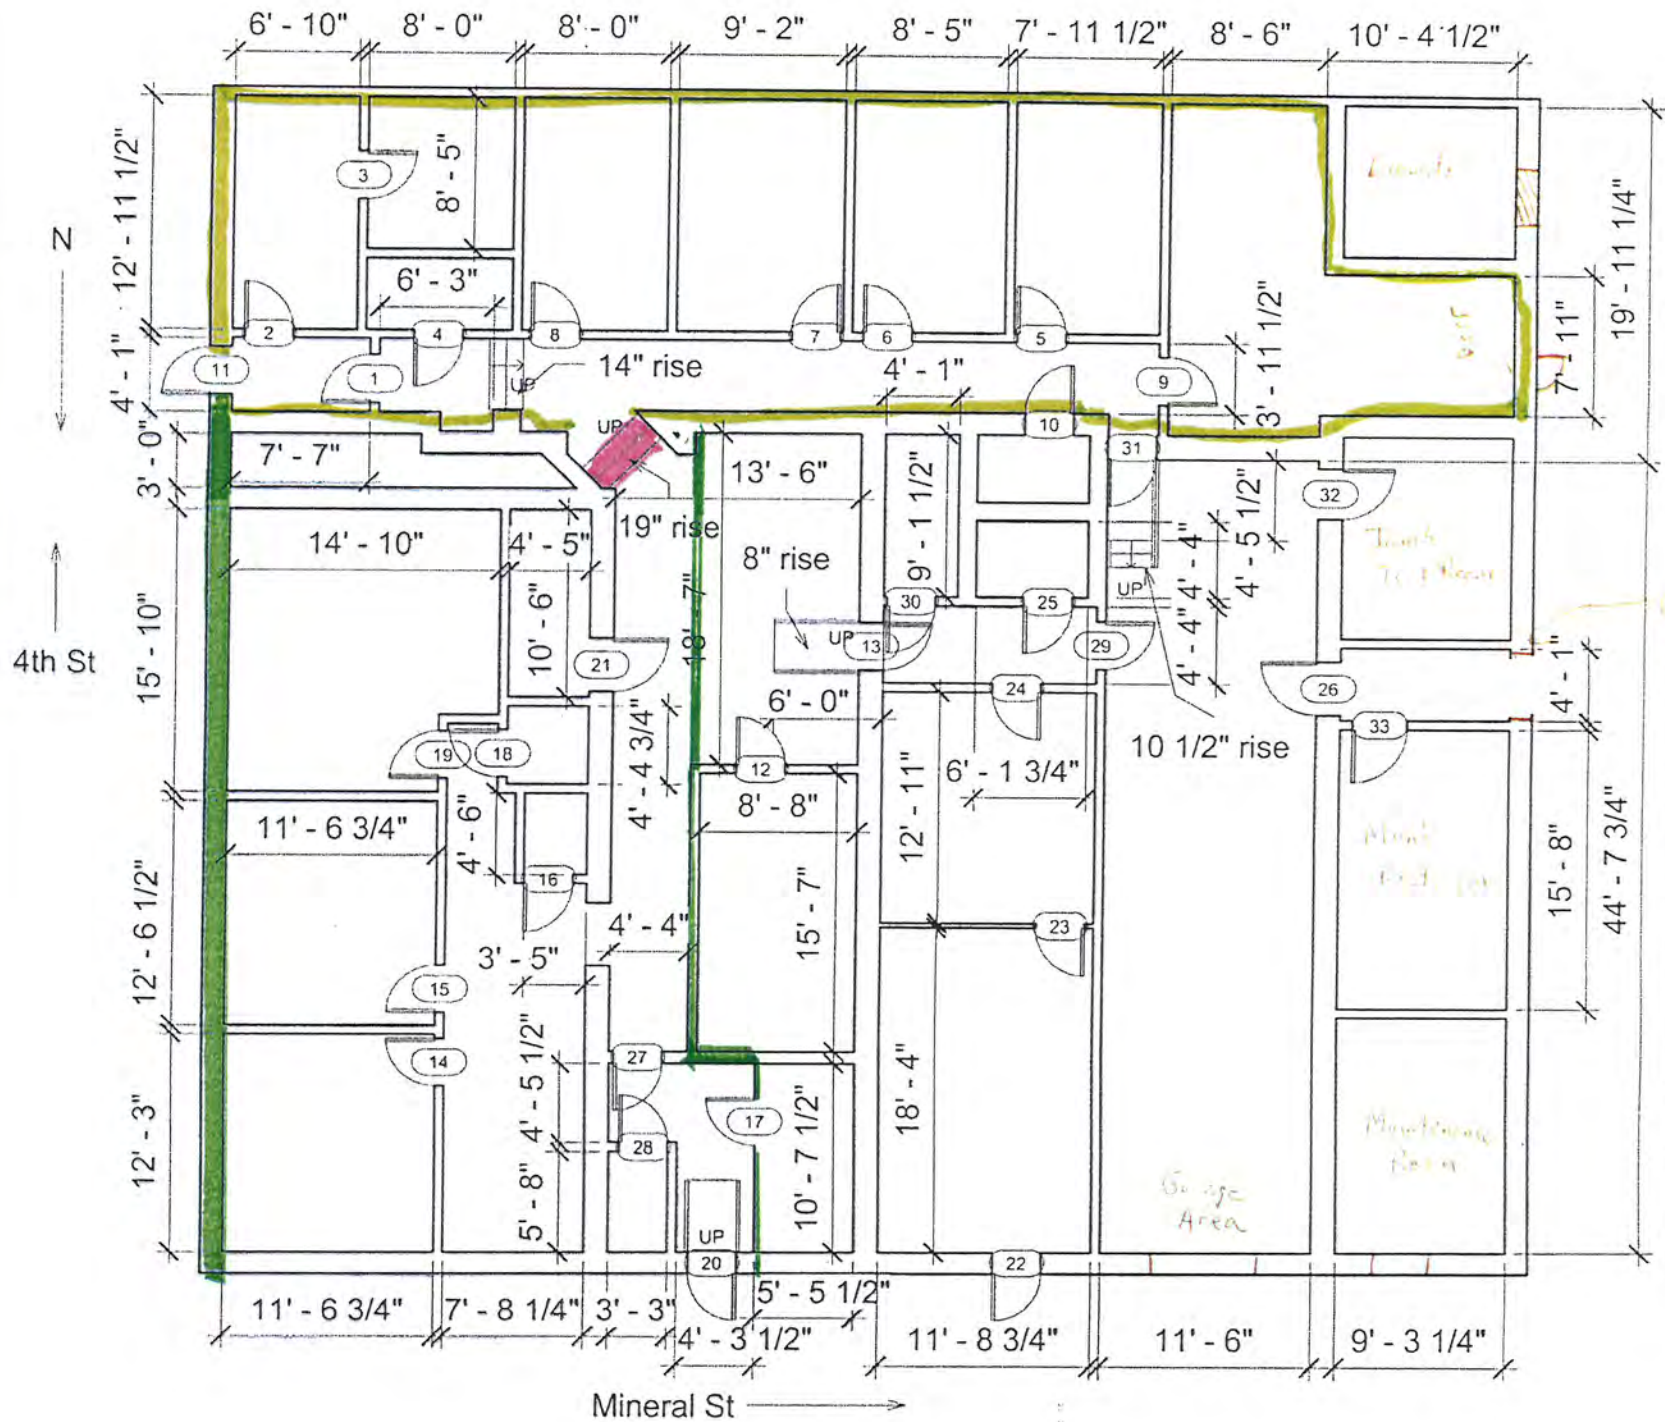 6' - 10"
8' - 0"
8' - 0"
9' - 2"
8' - 5"
7' - 11 1/2"
8' - 6"
10' - 4 1/2"
12' - 11 1/2"
3
8' - 5"
19' - 11 1/4"
N
6' - 3"
2
4
8
7
6
5
3' - 11 1/2"
7' - 11"
4' - 1"
11
1
UP
14" rise
4' - 1"
9
UP
10
31
3' - 0"
7' - 7"
13' - 6"
9' - 1 1/2"
4' - 5 1/2"
32
19" rise
14' - 10"
4' - 5"
8" rise
4' - 4"
10' - 6"
18' - 7"
UP
30
25
UP
4th St
15' - 10"
21
13
29
4' - 4"
4' - 1"
24
26
6' - 0"
33
19
18
4' - 4 3/4"
12
10 1/2" rise
6' - 1 3/4"
12' - 11"
8' - 8"
11' - 6 3/4"
4' - 6"
16
15' - 8"
44' - 7 3/4"
12' - 6 1/2"
4' - 4"
15' - 7"
23
3' - 5"
15
14
27
4' - 5 1/2"
18' - 4"
17
28
12' - 3"
5' - 8"
10' - 7 1/2"
Maintenance
Room
Garage
Area
UP
20
22
11' - 6 3/4"
7' - 8 1/4"
3' - 3"
5' - 5 1/2"
4' - 3 1/2"
11' - 8 3/4"
11' - 6"
9' - 3 1/4"
Mineral St